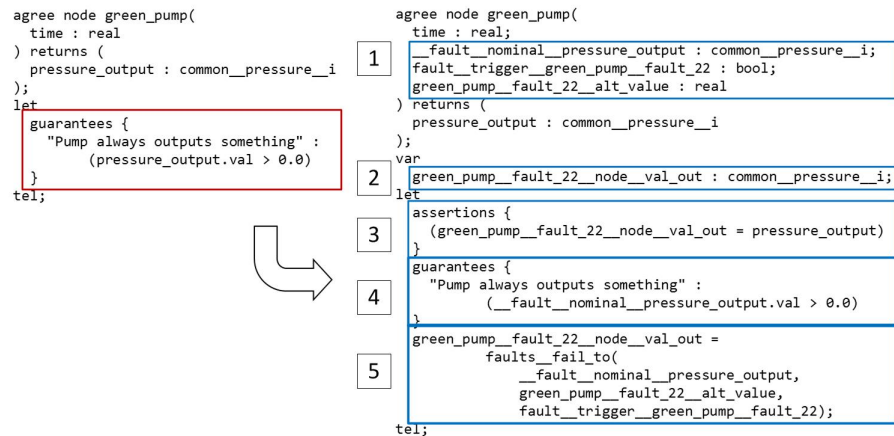 agree node green_pump(
time : real
) returns (
pressure_output : common__pressure__i
);
let
guarantees {
"Pump always outputs something" :
(pressure_output.val > 0.0)
}
tel;
agree node green_pump(
time : real;
1
__fault__nominal__pressure_output : common__pressure__i;
fault__trigger__green_pump__fault_22 : bool;
green_pump__fault_22__alt_value : real
) returns (
pressure_output : common__pressure__i
);
var
2
green_pump__fault_22__node__val_out : common__pressure__i;
let
3
assertions {
(green_pump__fault_22__node__val_out = pressure_output)
}
4
guarantees {
"Pump always outputs something" :
(__fault__nominal__pressure_output.val > 0.0)
}
5
green_pump__fault_22__node__val_out =
faults__fail_to(
__fault__nominal__pressure_output,
green_pump__fault_22__alt_value,
fault__trigger__green_pump__fault_22);
tel;